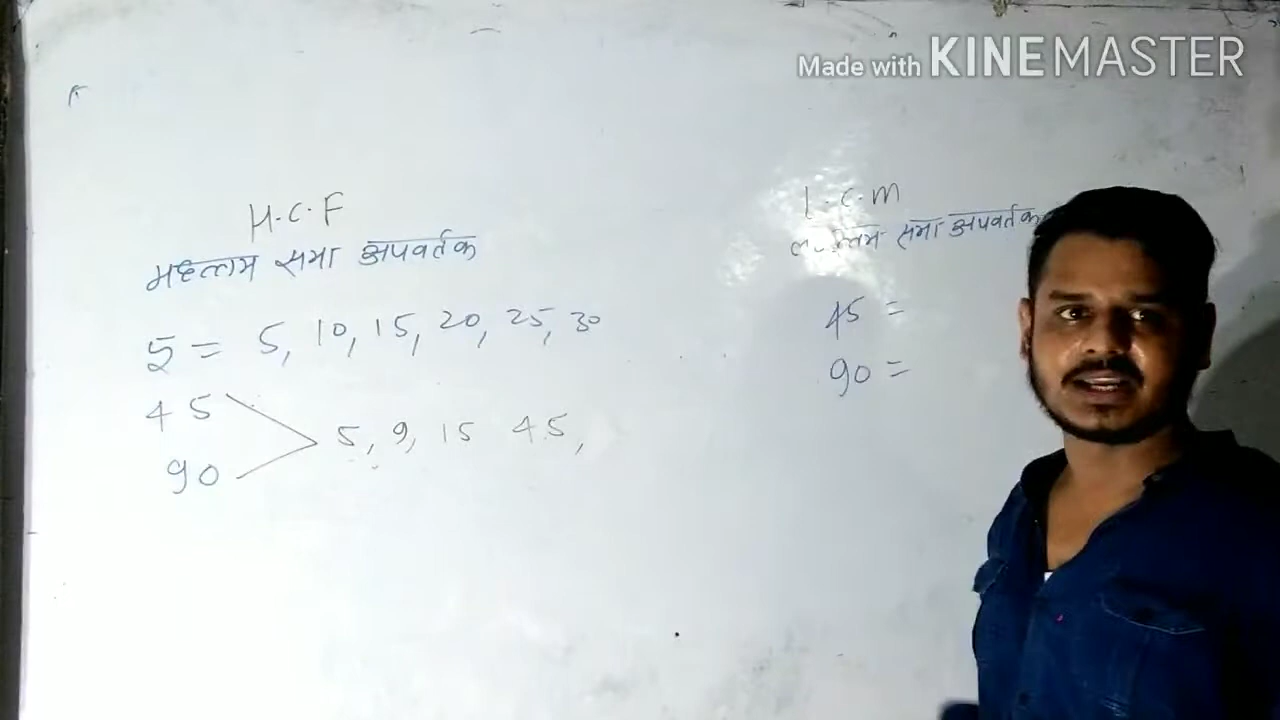 Made with KINEMASTER
H.C.F
महत्तम समा अपवर्तक
5 = 5, 10, 15, 20, 25, 30
45
90
5, 9, 15 45,
L.C.M
समा अपवर्तक
45 =
90 =